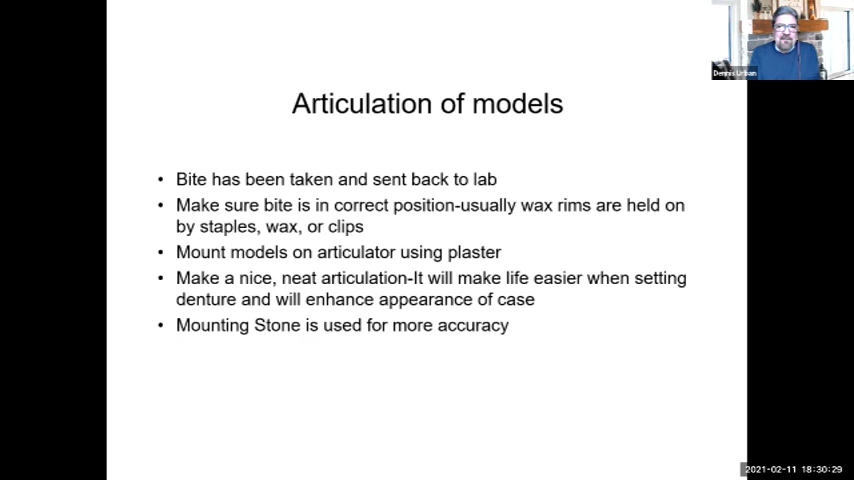 Dennis Urban
Articulation of models
• Bite has been taken and sent back to lab
• Make sure bite is in correct position-usually wax rims are held on
by staples, wax, or clips
• Mount models on articulator using plaster
• Make a nice, neat articulation-It will make life easier when setting
denture and will enhance appearance of case
• Mounting Stone is used for more accuracy
2021-02-11 18:30:29